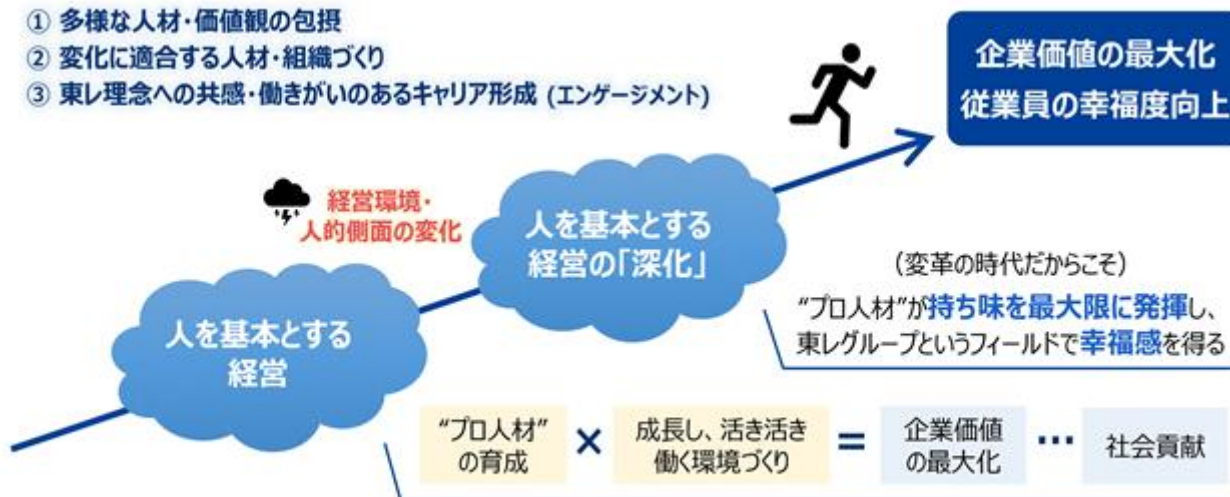 ① 多様な人材・価値観の包摂
② 変化に適合する人材・組織づくり
③ 東レ理念への共感・働きがいのあるキャリア形成 (エンゲージメント)
企業価値の最大化
従業員の幸福度向上
経営環境・
人的側面の変化
人を基本とする
経営の「深化」
(変革の時代だからこそ)
“プロ人材”が持ち味を最大限に発揮し、
東レグループというフィールドで幸福感を得る
人を基本とする
経営
“プロ人材”
の育成
×
成長し、活き活き
働く環境づくり
=
企業価値
の最大化
…
社会貢献